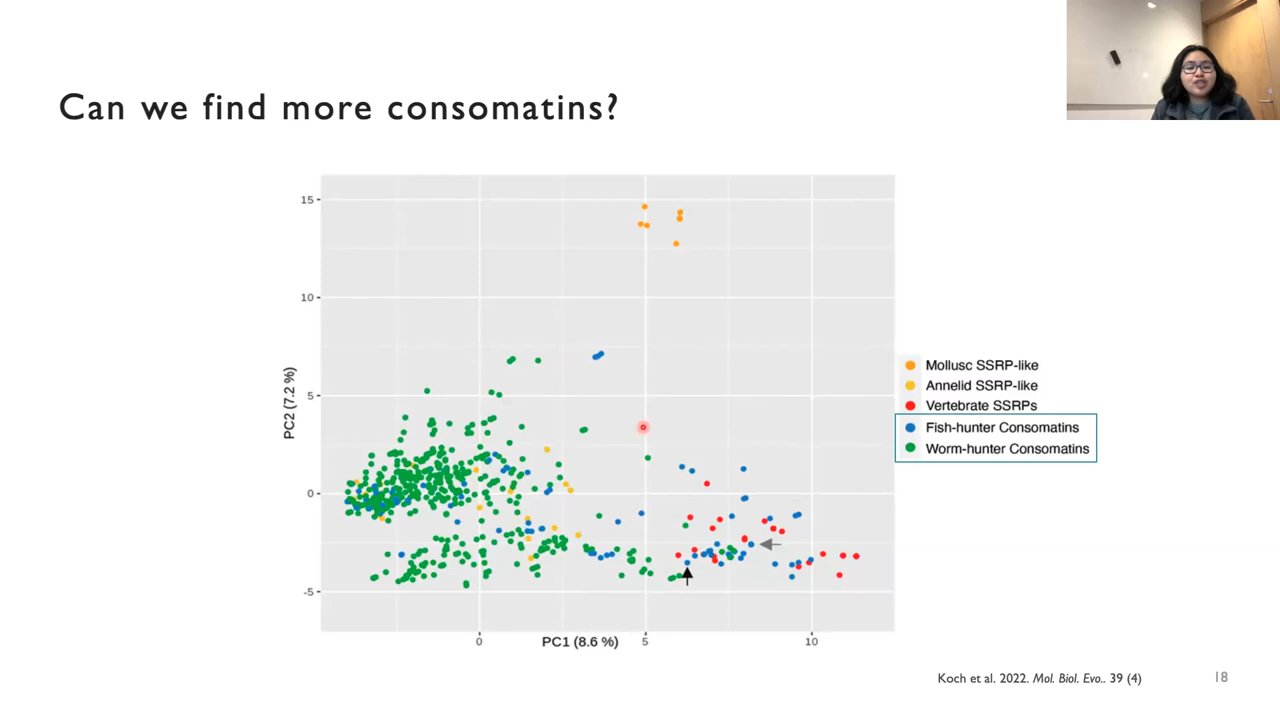 Can we find more consomatins?
15
10
5
0
-5
PC2 (7.2 %)
0
5
10
PC1 (8.6 %)
Mollusc SSRP-like
Annelid SSRP-like
Vertebrate SSRPs
Fish-hunter Consomatins
Worm-hunter Consomatins
Koch et al. 2022. Mol. Biol. Evo.. 39 (4)
18